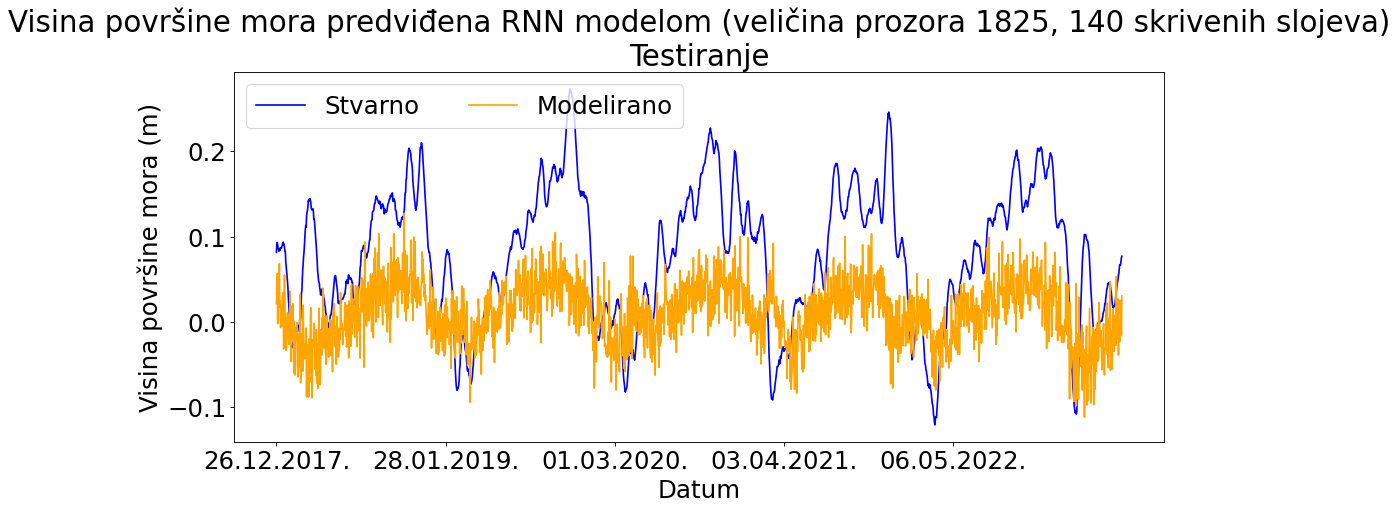 Visina površine mora predviđena RNN modelom (veličina prozora 1825, 140 skrivenih slojeva)
Testiranje
Stvarno
Modelirano
Visina površine mora (m)
0.2
0.1
0.0
−0.1
26.12.2017.
28.01.2019.
01.03.2020.
03.04.2021.
06.05.2022.
Datum